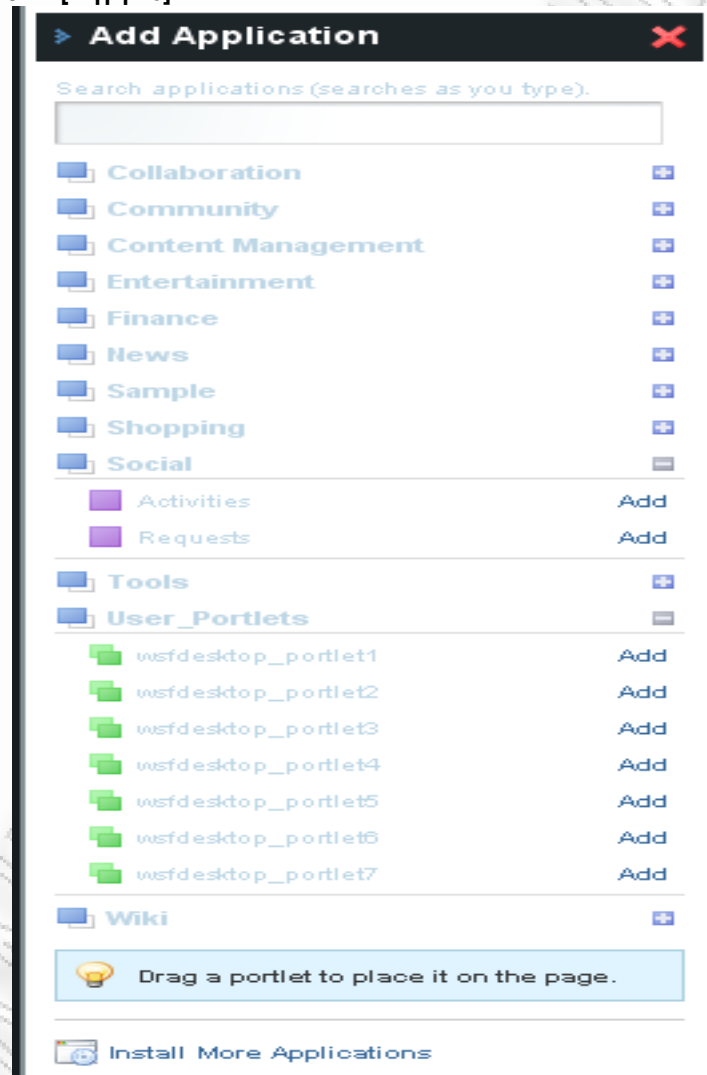 Add Application
Search applications (searches as you type).
Collaboration
Community
Content Management
Entertainment
Finance
News
Sample
Shopping
Social
Activities Add
Requests Add
Tools
User_Portlets
wsfdesktop_portlet1 Add
wsfdesktop_portlet2 Add
wsfdesktop_portlet3 Add
wsfdesktop_portlet4 Add
wsfdesktop_portlet5 Add
wsfdesktop_portlet6 Add
wsfdesktop_portlet7 Add
Wiki
Drag a portlet to place it on the page.
Install More Applications